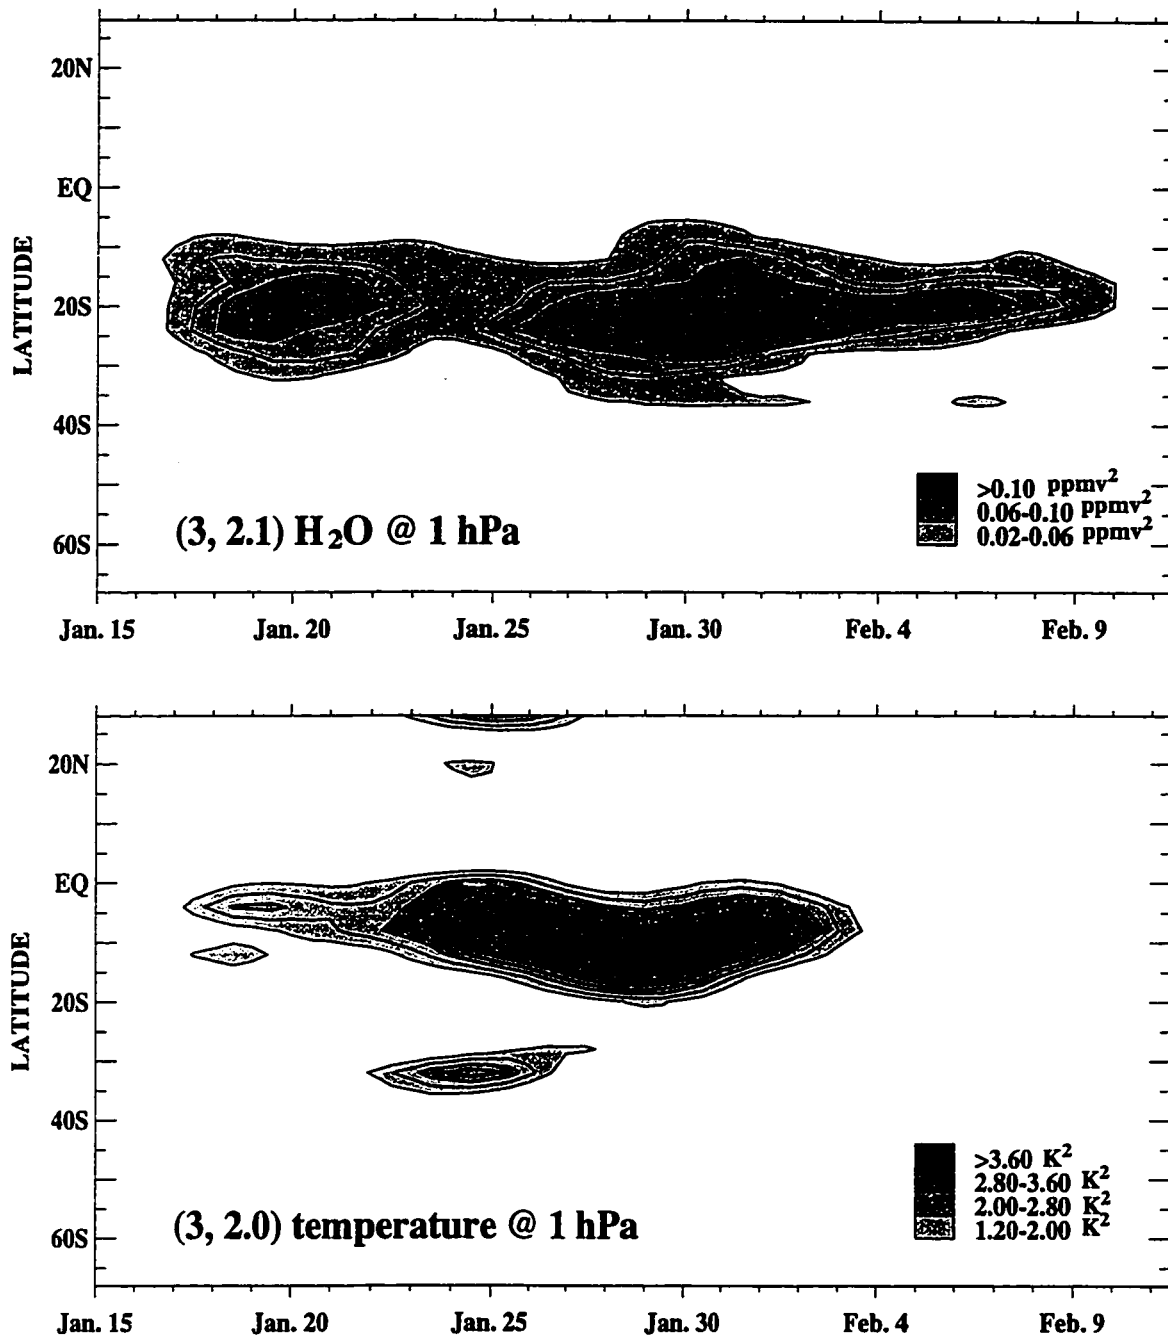 20N
EQ
20S
40S
60S
LATITUDE
>0.10 ppmv²
0.06-0.10 ppmv²
0.02-0.06 ppmv²
(3, 2.1) H₂O @ 1 hPa
Jan. 15 Jan. 20 Jan. 25 Jan. 30 Feb. 4 Feb. 9
20N
EQ
20S
40S
60S
LATITUDE
>3.60 K²
2.80-3.60 K²
2.00-2.80 K²
1.20-2.00 K²
(3, 2.0) temperature @ 1 hPa
Jan. 15 Jan. 20 Jan. 25 Jan. 30 Feb. 4 Feb. 9